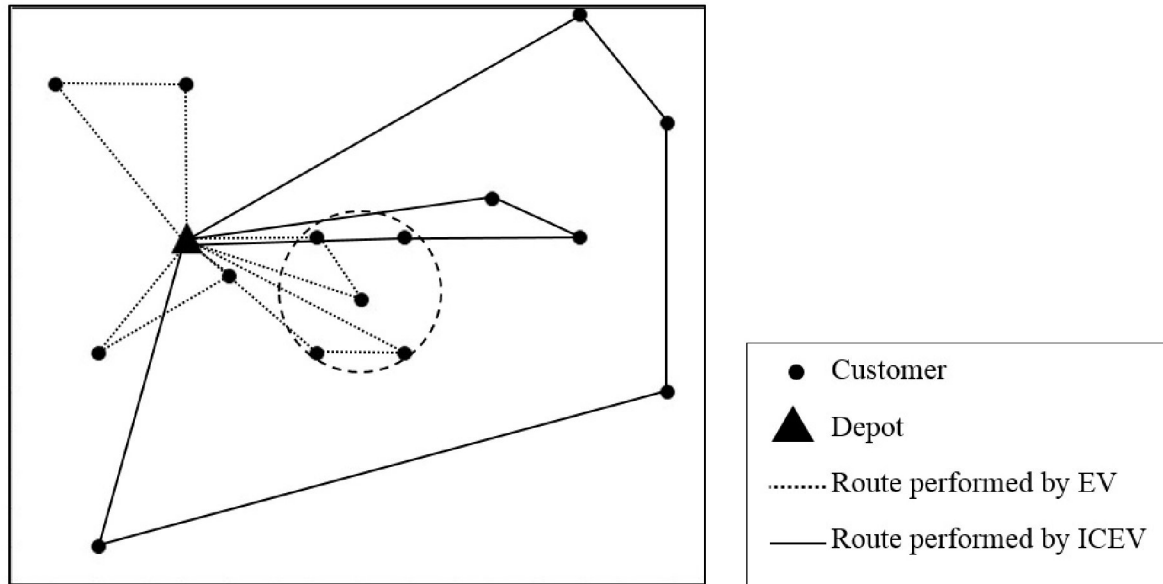 Customer
Depot
Route performed by EV
Route performed by ICEV